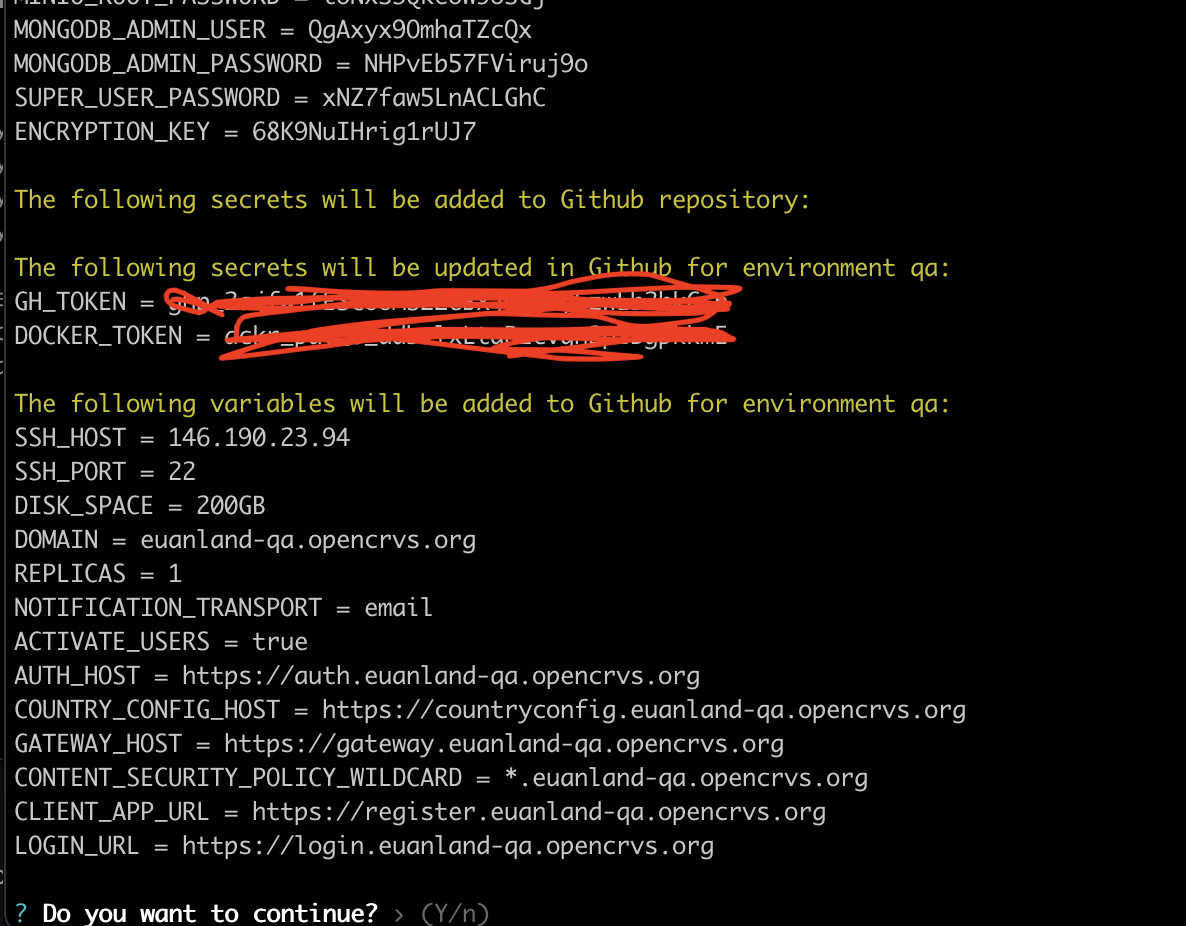 MONGODB_ADMIN_USER = QgAxyx9OmhaTZcQx
MONGODB_ADMIN_PASSWORD = NHPvEb57FViruj9o
SUPER_USER_PASSWORD = xNZ7faw5LnACLGhC
ENCRYPTION_KEY = 68K9NuIHrig1rUJ7
The following secrets will be added to Github repository:
The following secrets will be updated in Github for environment qa:
GH_TOKEN =
DOCKER_TOKEN =
The following variables will be added to Github for environment qa:
SSH_HOST = 146.190.23.94
SSH_PORT = 22
DISK_SPACE = 200GB
DOMAIN = euanland-qa.opencrvs.org
REPLICAS = 1
NOTIFICATION_TRANSPORT = email
ACTIVATE_USERS = true
AUTH_HOST = https://auth.euanland-qa.opencrvs.org
COUNTRY_CONFIG_HOST = https://countryconfig.euanland-qa.opencrvs.org
GATEWAY_HOST = https://gateway.euanland-qa.opencrvs.org
CONTENT_SECURITY_POLICY_WILDCARD = *.euanland-qa.opencrvs.org
CLIENT_APP_URL = https://register.euanland-qa.opencrvs.org
LOGIN_URL = https://login.euanland-qa.opencrvs.org
? Do you want to continue? › (Y/n)